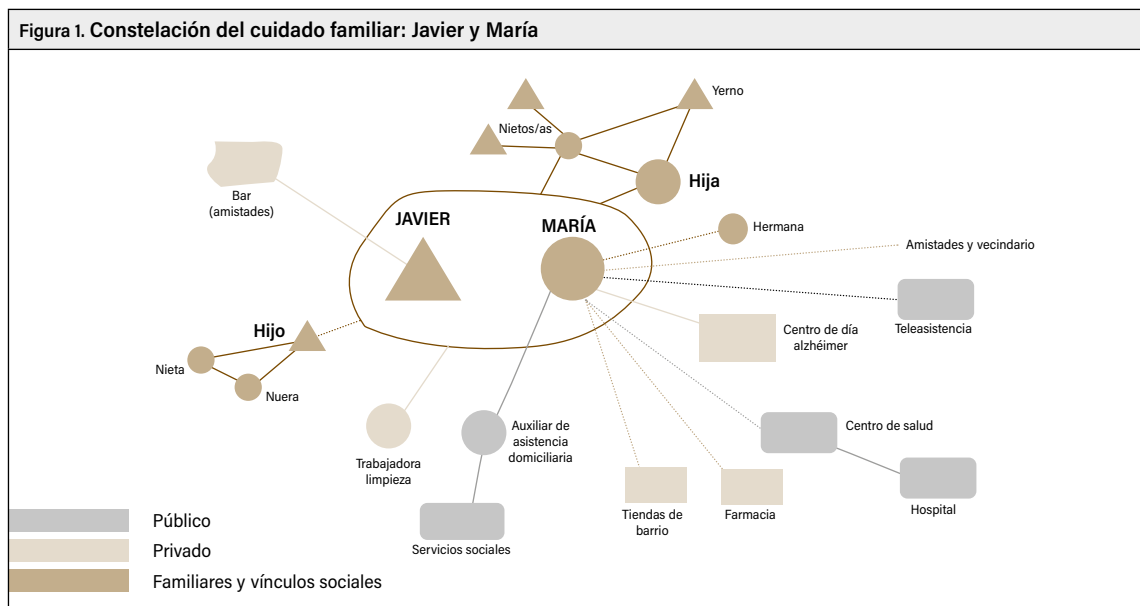 Figura 1. Constelación del cuidado familiar: Javier y María
Yerno
Nietos/as
Hija
Bar
(amistades)
JAVIER
MARÍA
Hermana
Amistades y vecindario
Teleasistencia
Centro de día
alzhéimer
Hijo
Nieta
Nuera
Trabajadora
limpieza
Auxiliar de
asistencia
domiciliaria
Centro de salud
Tiendas de
barrio
Farmacia
Hospital
Servicios sociales
Público
Privado
Familiares y vínculos sociales